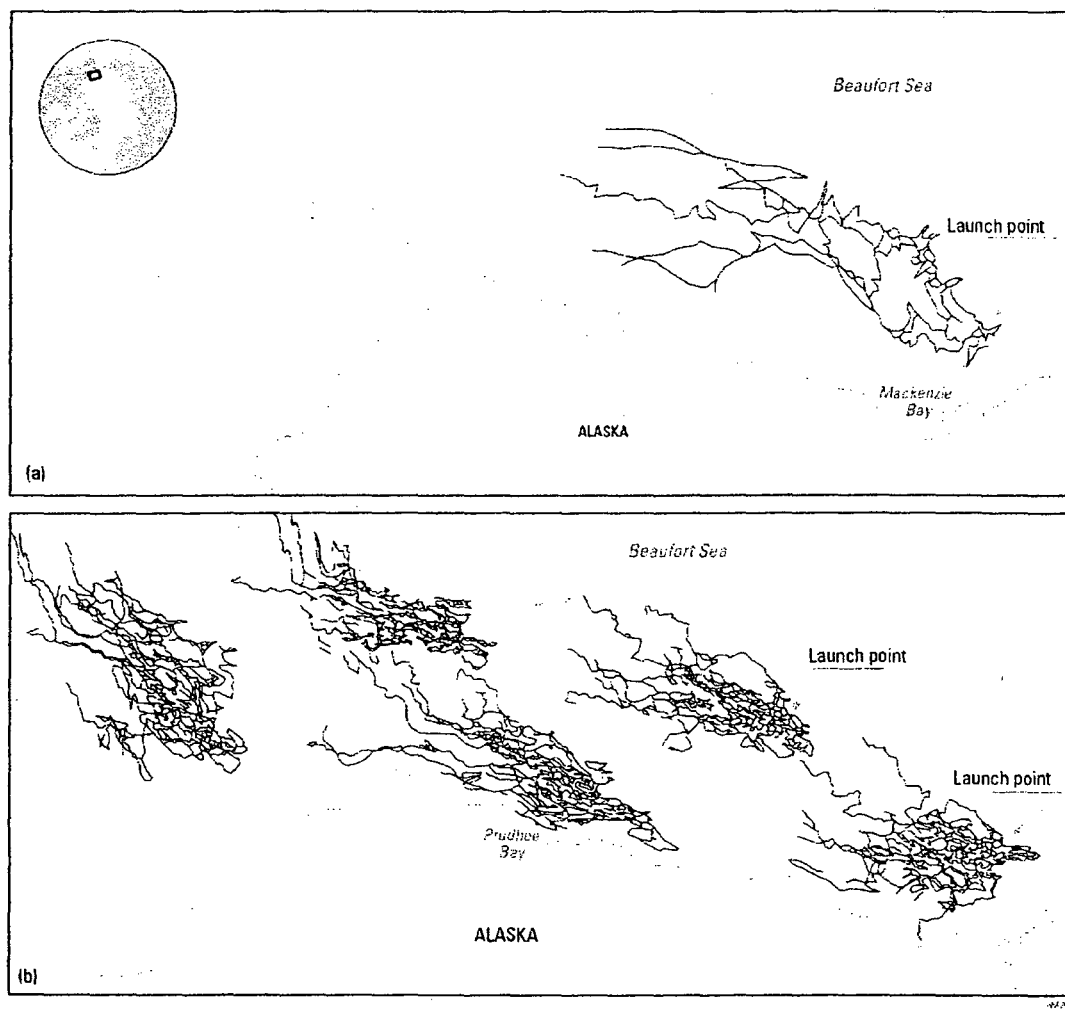 Beaufort Sea
Launch point
Mackenzie
Bay
ALASKA
(a)
Beaufort Sea
Launch point
Launch point
Prudhoe
Bay
ALASKA
(b)